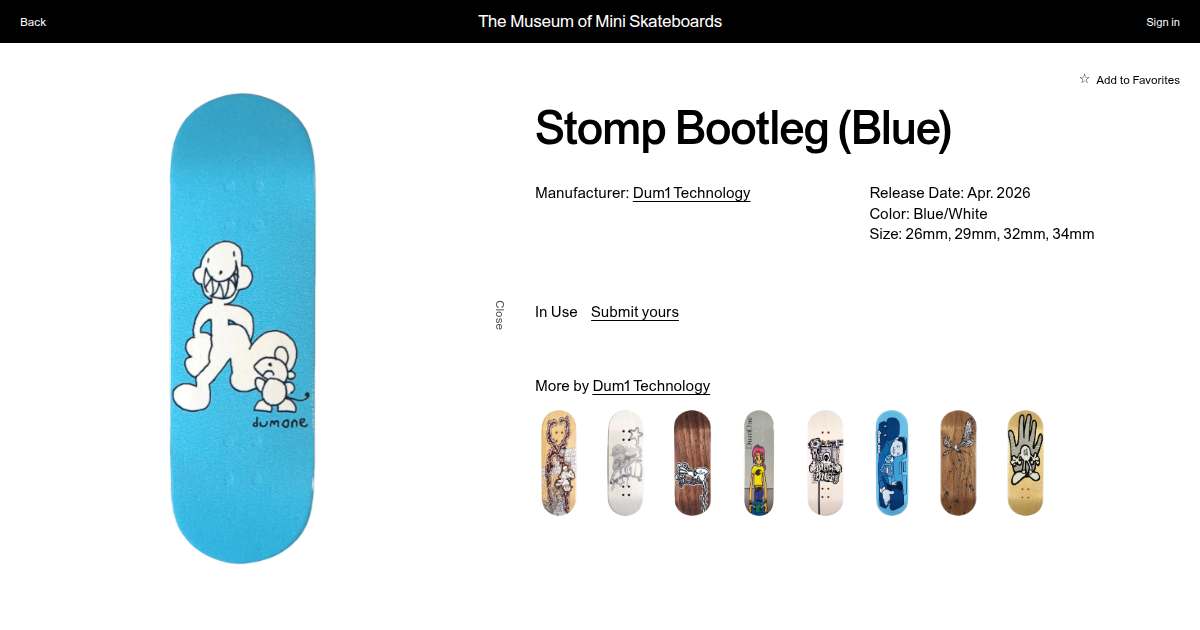 Back
The Museum of Mini Skateboards
Sign in
☆ Add to Favorites
Stomp Bootleg (Blue)
Manufacturer: Dum1 Technology
Release Date: Apr. 2026
Color: Blue/White
Size: 26mm, 29mm, 32mm, 34mm
dumone
Close
In Use Submit yours
More by Dum1 Technology